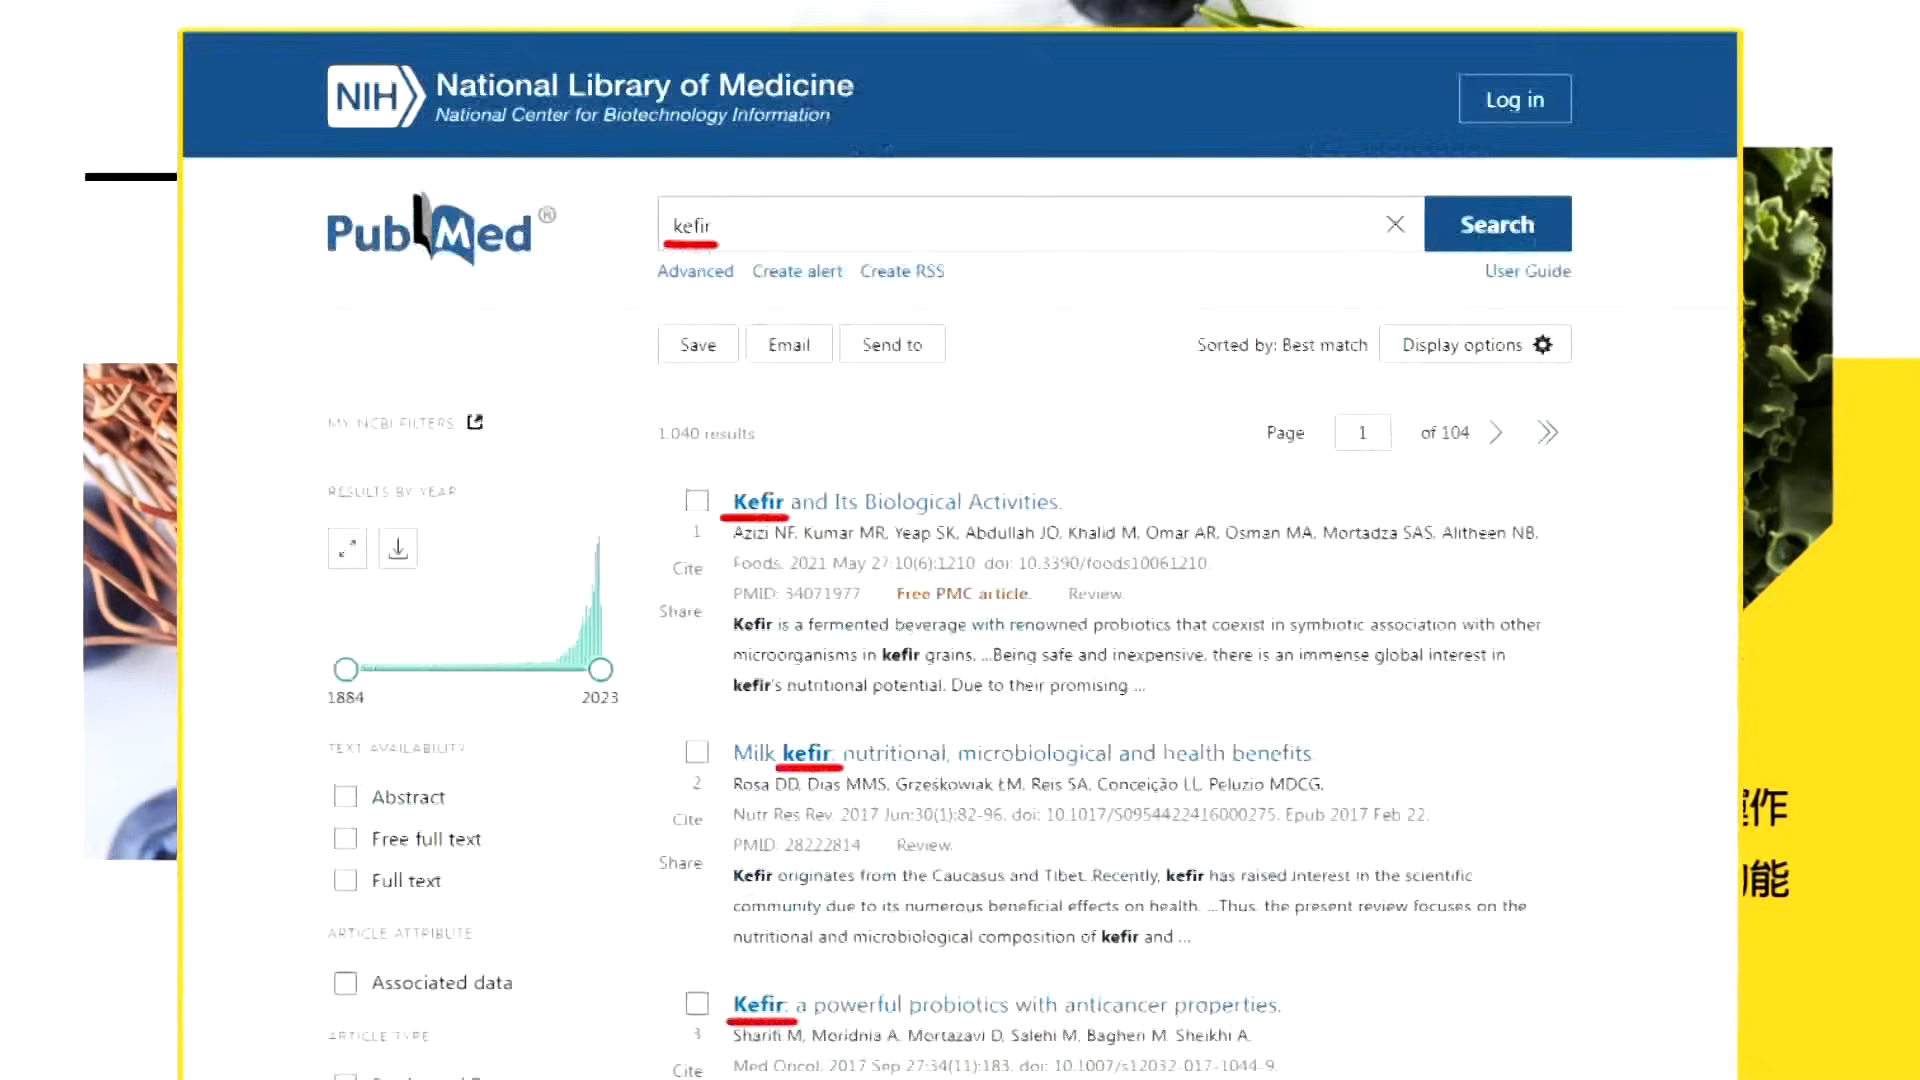 NIH
National Library of Medicine
National Center for Biotechnology Information
Log in
PubMed®
kefir
Search
Advanced Create alert Create RSS
User Guide
Save Email Send to
Sorted by: Best match Display options
MY NCBI FILTERS
1,040 results
Page 1 of 104
RESULTS BY YEAR
1884 2023
TEXT AVAILABILITY
Abstract
Free full text
Full text
ARTICLE ATTRIBUTE
Associated data
ARTICLE TYPE
Kefir and Its Biological Activities.
1
Azizi NF, Kumar MR, Yeap SK, Abdullah JO, Khalid M, Omar AR, Osman MA, Mortadza SAS, Alitheen NB.
Cite
Foods. 2021 May 27;10(6):1210. doi: 10.3390/foods10061210.
PMID: 34071977 Free PMC article. Review.
Share
Kefir is a fermented beverage with renowned probiotics that coexist in symbiotic association with other
microorganisms in kefir grains. ...Being safe and inexpensive, there is an immense global interest in
kefir's nutritional potential. Due to their promising ...
Milk kefir: nutritional, microbiological and health benefits.
2
Rosa DD, Dias MMS, Grześkowiak ŁM, Reis SA, Conceição LL, Peluzio MDCG.
Cite
Nutr Res Rev. 2017 Jun;30(1):82-96. doi: 10.1017/S0954422416000275. Epub 2017 Feb 22.
PMID: 28222814 Review.
Share
Kefir originates from the Caucasus and Tibet. Recently, kefir has raised interest in the scientific
community due to its numerous beneficial effects on health. ...Thus, the present review focuses on the
nutritional and microbiological composition of kefir and ...
Kefir: a powerful probiotics with anticancer properties.
3
Sharifi M, Moridnia A, Mortazavi D, Salehi M, Bagheri M, Sheikhi A.
Cite
Med Oncol. 2017 Sep 27;34(11):183. doi: 10.1007/s12032-017-1044-9.
作
能